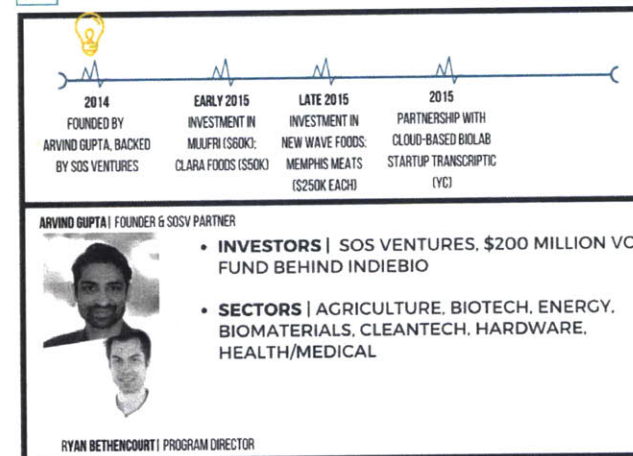 2014
FOUNDED BY
ARVIND GUPTA, BACKED
BY SOS VENTURES
EARLY 2015
INVESTMENT IN
MUUFRI ($60K);
CLARA FOODS ($50K)
LATE 2015
INVESTMENT IN
NEW WAVE FOODS:
MEMPHIS MEATS
($250K EACH)
2015
PARTNERSHIP WITH
CLOUD-BASED BIOLAB
STARTUP TRANSCRIPTIC
(YC)
ARVIND GUPTA | FOUNDER & SOSV PARTNER
• INVESTORS | SOS VENTURES, $200 MILLION VC
FUND BEHIND INDIEBIO
• SECTORS | AGRICULTURE, BIOTECH, ENERGY,
BIOMATERIALS, CLEANTECH, HARDWARE,
HEALTH/MEDICAL
RYAN BETHENCOURT | PROGRAM DIRECTOR